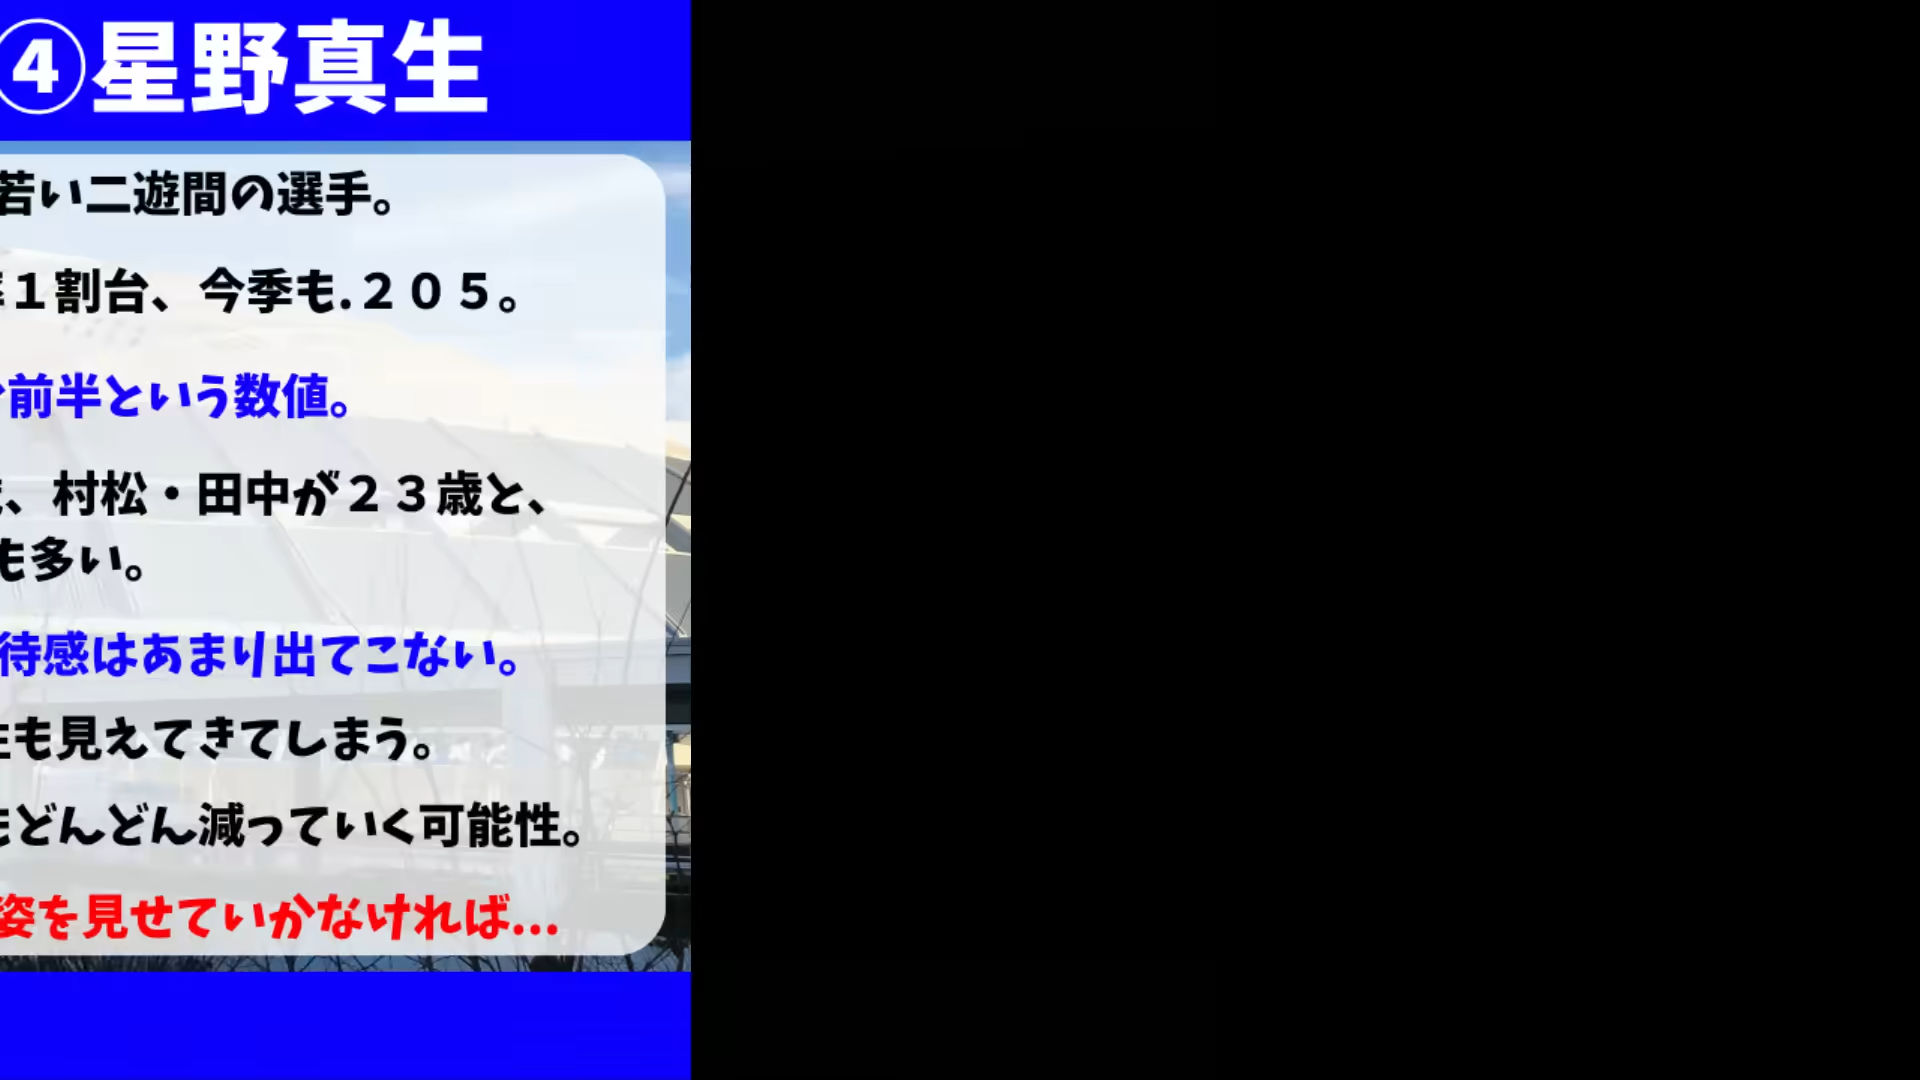 ④星野真生
若い二遊間の選手。
１割台、今季も.２０５。
前半という数値。
、村松・田中が２３歳と、
も多い。
待感はあまり出てこない。
も見えてきてしまう。
どんどん減っていく可能性。
姿を見せていかなければ...